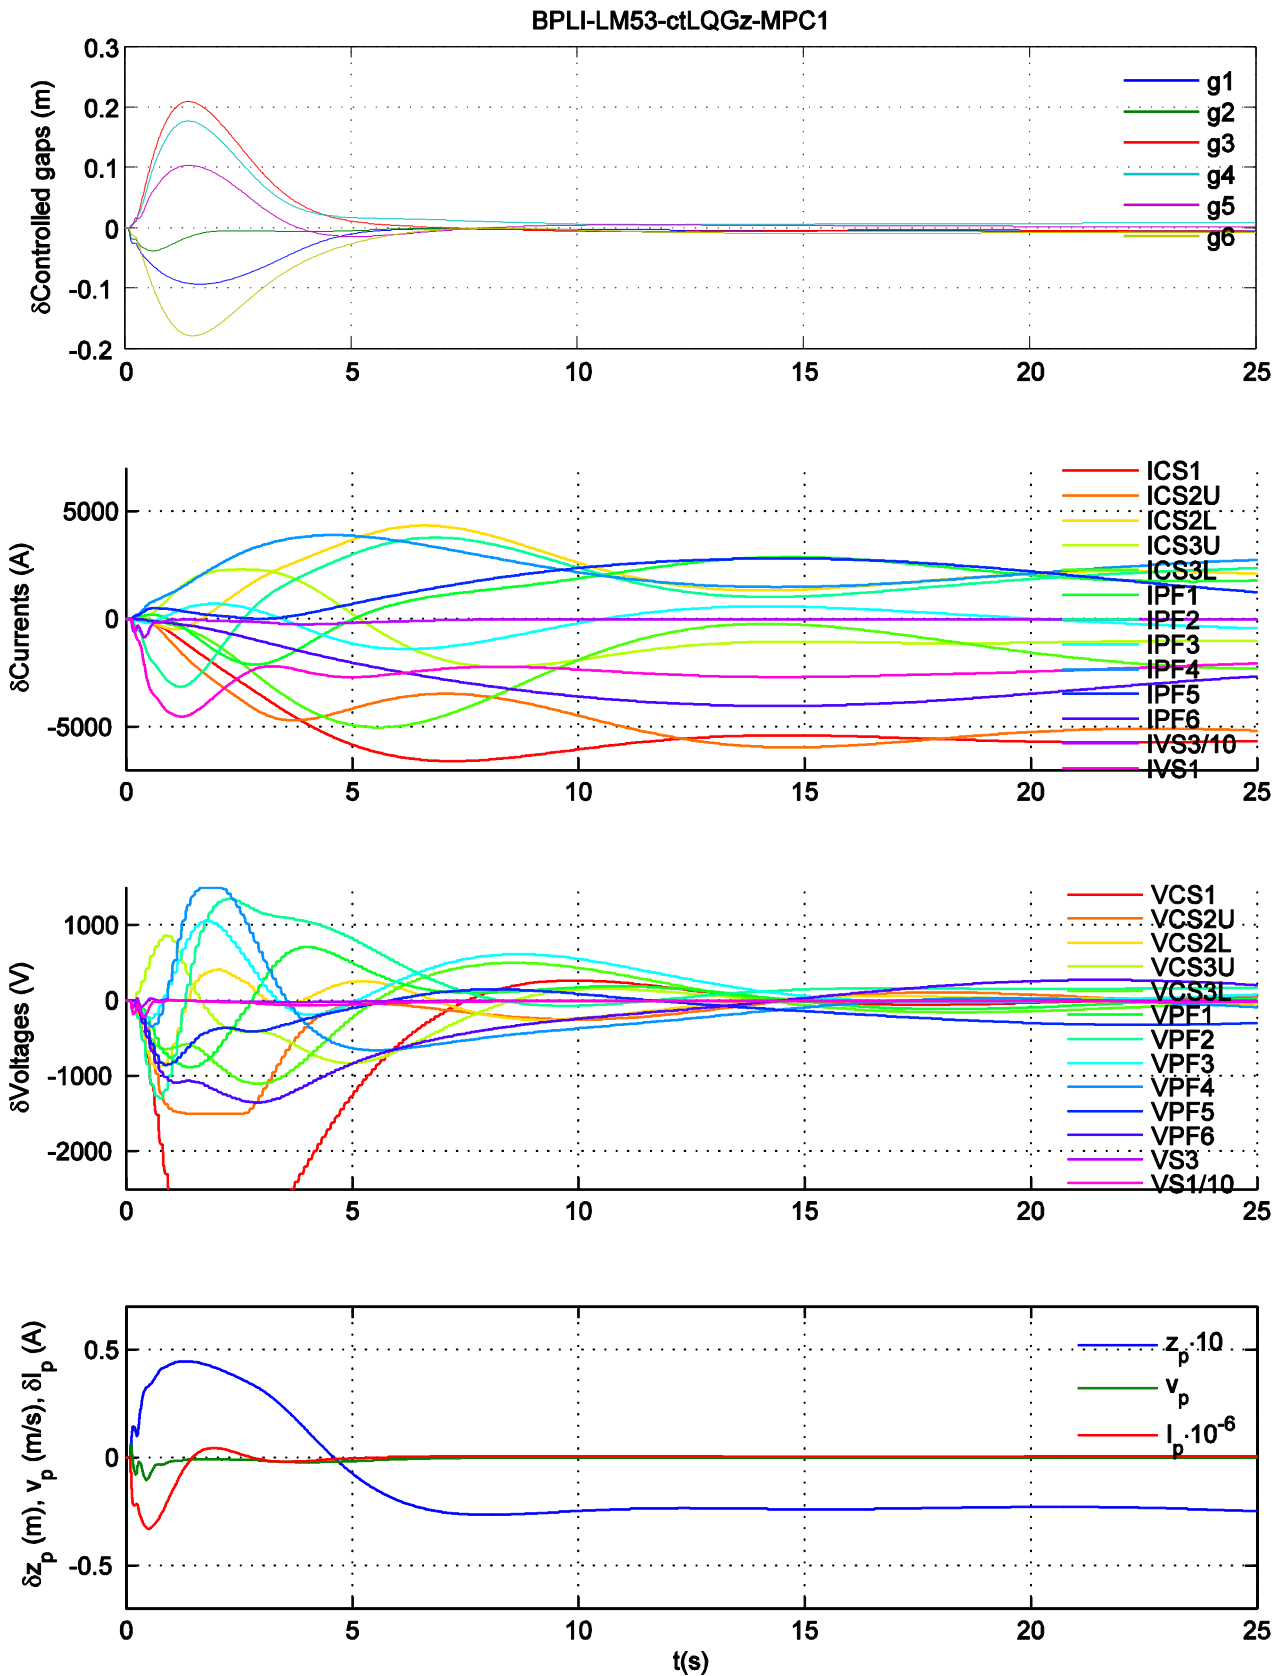 BPLI-LM53-ctLQGz-MPC1
δControlled gaps (m)
0.3
0.2
0.1
0
-0.1
-0.2
g1
g2
g3
g4
g5
g6
0 5 10 15 20 25
δCurrents (A)
5000
0
-5000
ICS1
ICS2U
ICS2L
ICS3U
ICS3L
IPF1
IPF2
IPF3
IPF4
IPF5
IPF6
IVS3/10
IVS1
0 5 10 15 20 25
δVoltages (V)
1000
0
-1000
-2000
VCS1
VCS2U
VCS2L
VCS3U
VCS3L
VPF1
VPF2
VPF3
VPF4
VPF5
VPF6
VS3
VS1/10
0 5 10 15 20 25
δzp (m), vp (m/s), δIp (A)
0.5
0
-0.5
zp·10
vp
Ip·10-6
0 5 10 15 20 25
t(s)